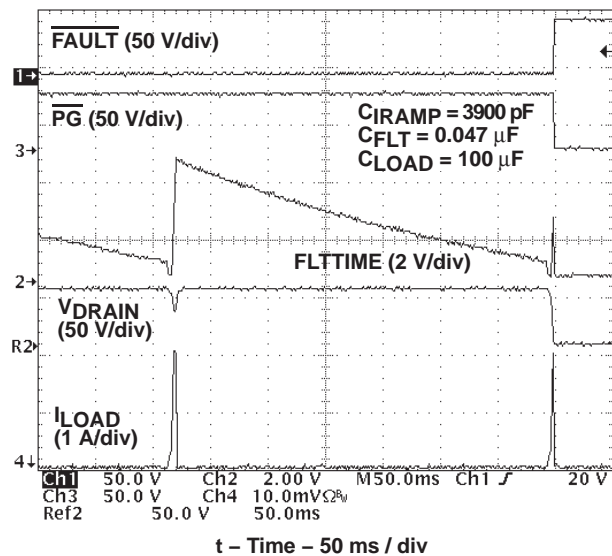 FAULT (50 V/div)
1
PG (50 V/div)
CIRAMP = 3900 pF
CFLT = 0.047 μF
CLOAD = 100 μF
3
FLTTIME (2 V/div)
2
VDRAIN
(50 V/div)
R2
ILOAD
(1 A/div)
4
Ch1 50.0 V Ch2 2.00 V M50.0ms Ch1 ƒ 20 V
Ch3 50.0 V Ch4 10.0mVΩBw
Ref2 50.0 V 50.0ms
t – Time – 50 ms / div